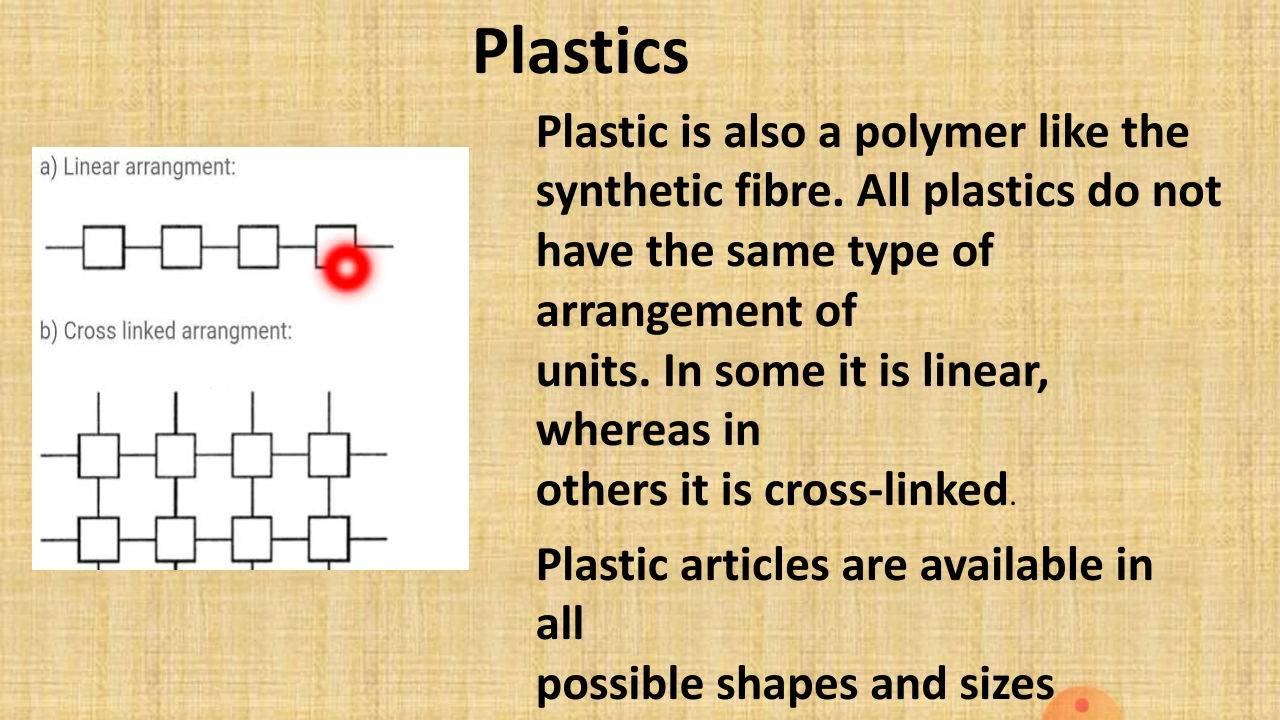 Plastics
a) Linear arrangment:
b) Cross linked arrangment:
Plastic is also a polymer like the
synthetic fibre. All plastics do not
have the same type of
arrangement of
units. In some it is linear,
whereas in
others it is cross-linked.
Plastic articles are available in
all
possible shapes and sizes